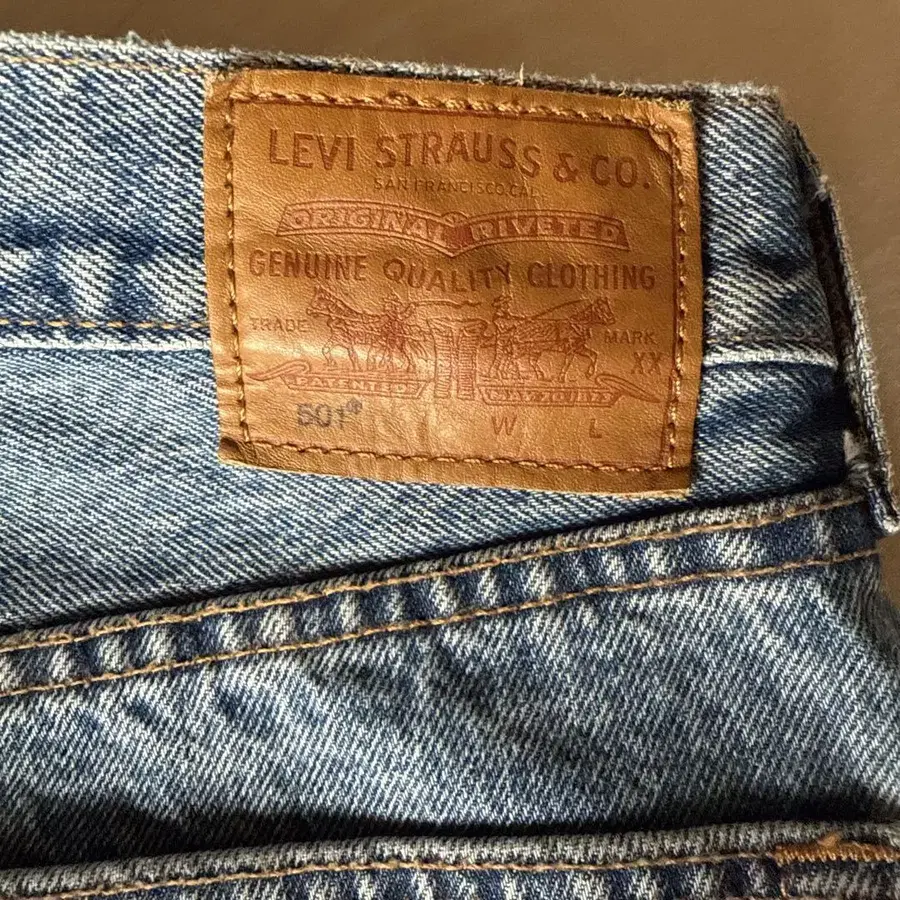 LEVI STRAUSS & CO.
SAN FRANCISCO, CAL
ORIGINAL RIVETED
GENUINE QUALITY CLOTHING
TRADE MARK
XX
PATENTED
501® W L